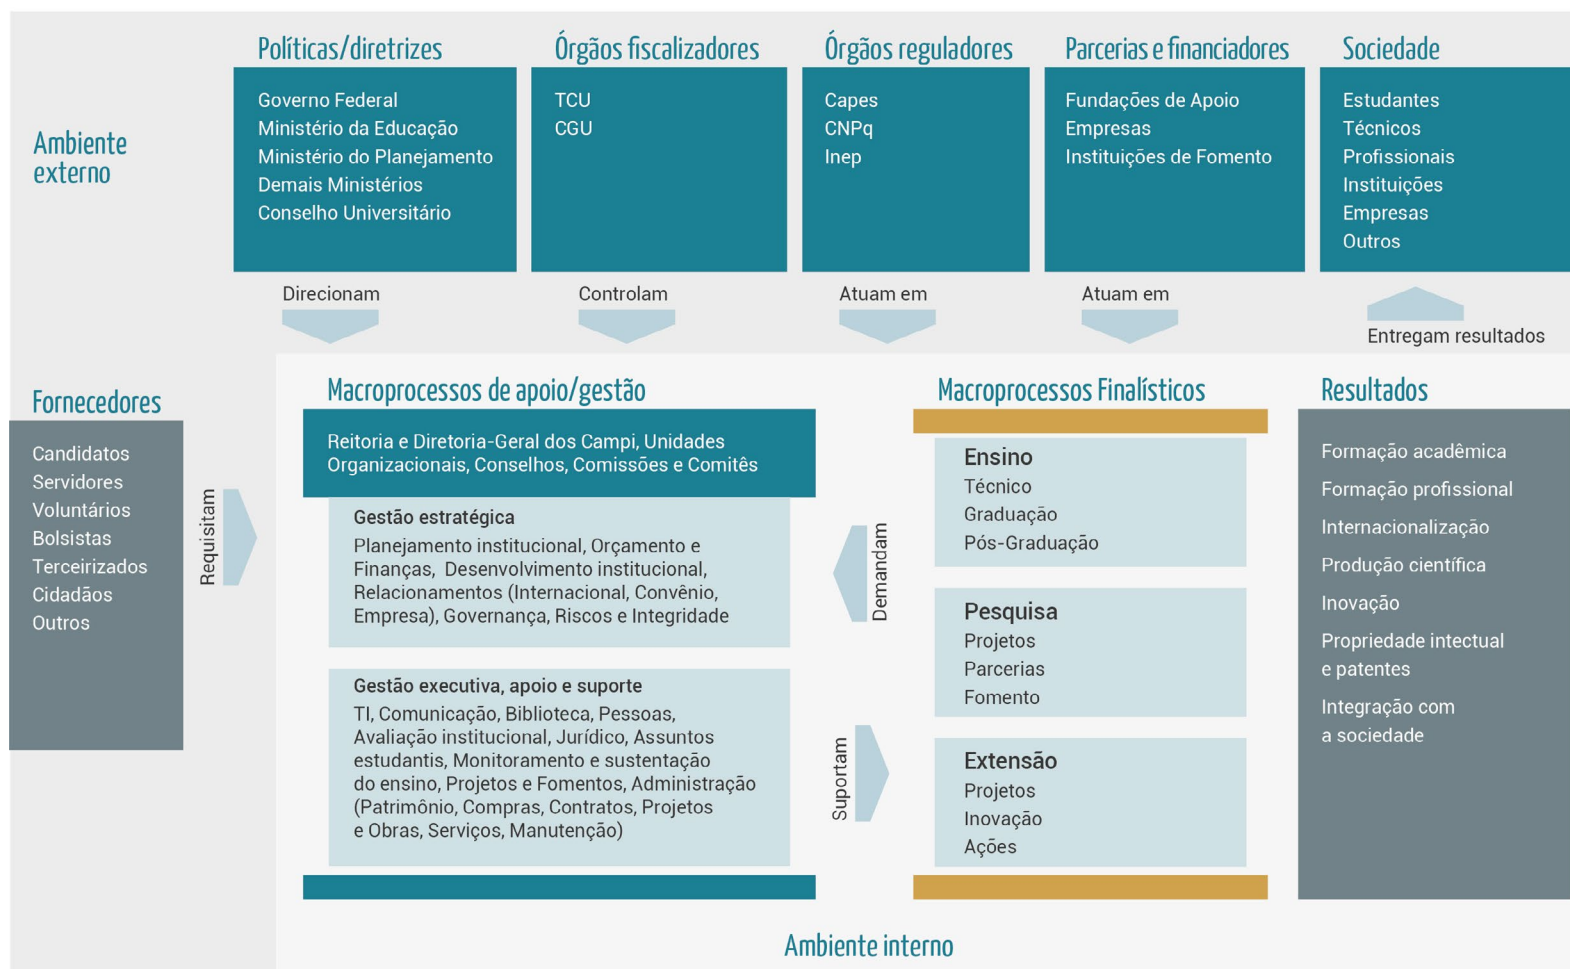 Ambiente
externo
Políticas/diretrizes
Governo Federal
Ministério da Educação
Ministério do Planejamento
Demais Ministérios
Conselho Universitário
Direcionam
Órgãos fiscalizadores
TCU
CGU
Controlam
Órgãos reguladores
Capes
CNPq
Inep
Atuam em
Parcerias e financiadores
Fundações de Apoio
Empresas
Instituições de Fomento
Atuam em
Sociedade
Estudantes
Técnicos
Profissionais
Instituições
Empresas
Outros
Entregam resultados
Fornecedores
Candidatos
Servidores
Voluntários
Bolsistas
Terceirizados
Cidadãos
Outros
Requisitam
Macroprocessos de apoio/gestão
Reitoria e Diretoria-Geral dos Campi, Unidades
Organizacionais, Conselhos, Comissões e Comitês
Gestão estratégica
Planejamento institucional, Orçamento e
Finanças, Desenvolvimento institucional,
Relacionamentos (Internacional, Convênio,
Empresa), Governança, Riscos e Integridade
Gestão executiva, apoio e suporte
TI, Comunicação, Biblioteca, Pessoas,
Avaliação institucional, Jurídico, Assuntos
estudantis, Monitoramento e sustentação
do ensino, Projetos e Fomentos, Administração
(Patrimônio, Compras, Contratos, Projetos
e Obras, Serviços, Manutenção)
Demandam
Suportam
Macroprocessos Finalísticos
Ensino
Técnico
Graduação
Pós-Graduação
Pesquisa
Projetos
Parcerias
Fomento
Extensão
Projetos
Inovação
Ações
Resultados
Formação acadêmica
Formação profissional
Internacionalização
Produção científica
Inovação
Propriedade intectual
e patentes
Integração com
a sociedade
Ambiente interno